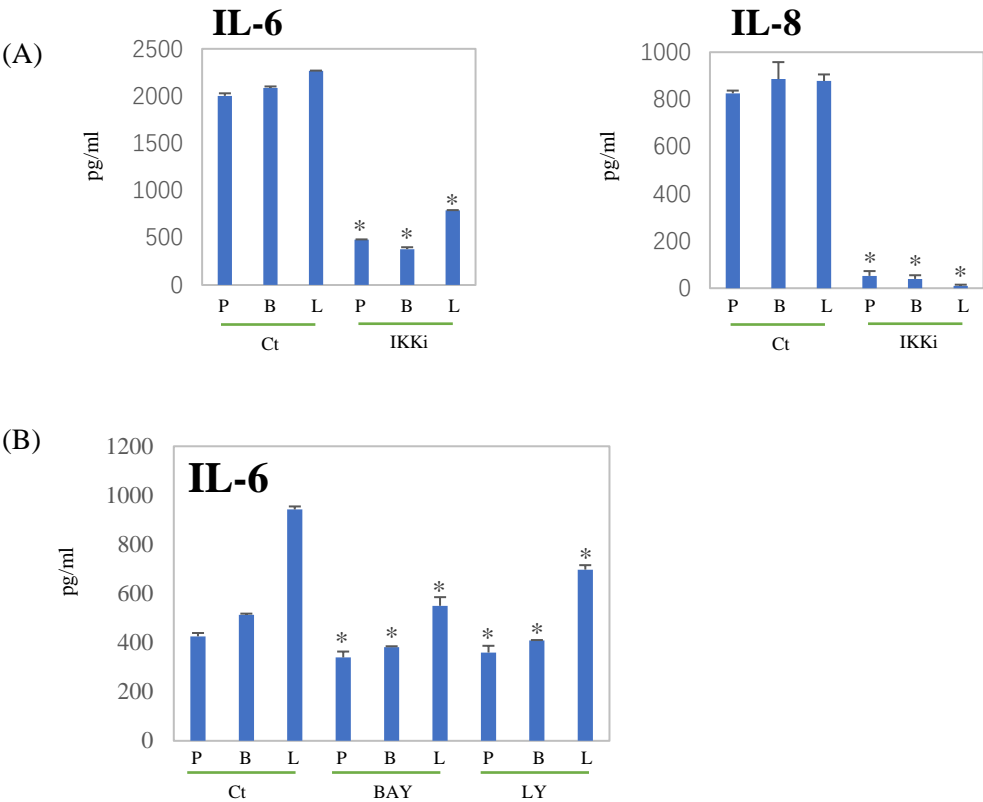 (A)
IL-6
2500
2000
1500
1000
500
0
pg/ml
* * *
P B L P B L
Ct IKKi
IL-8
1000
800
600
400
200
0
pg/ml
* * *
P B L P B L
Ct IKKi
(B)
IL-6
1200
1000
800
600
400
200
0
pg/ml
* * * * * *
P B L P B L P B L
Ct BAY LY